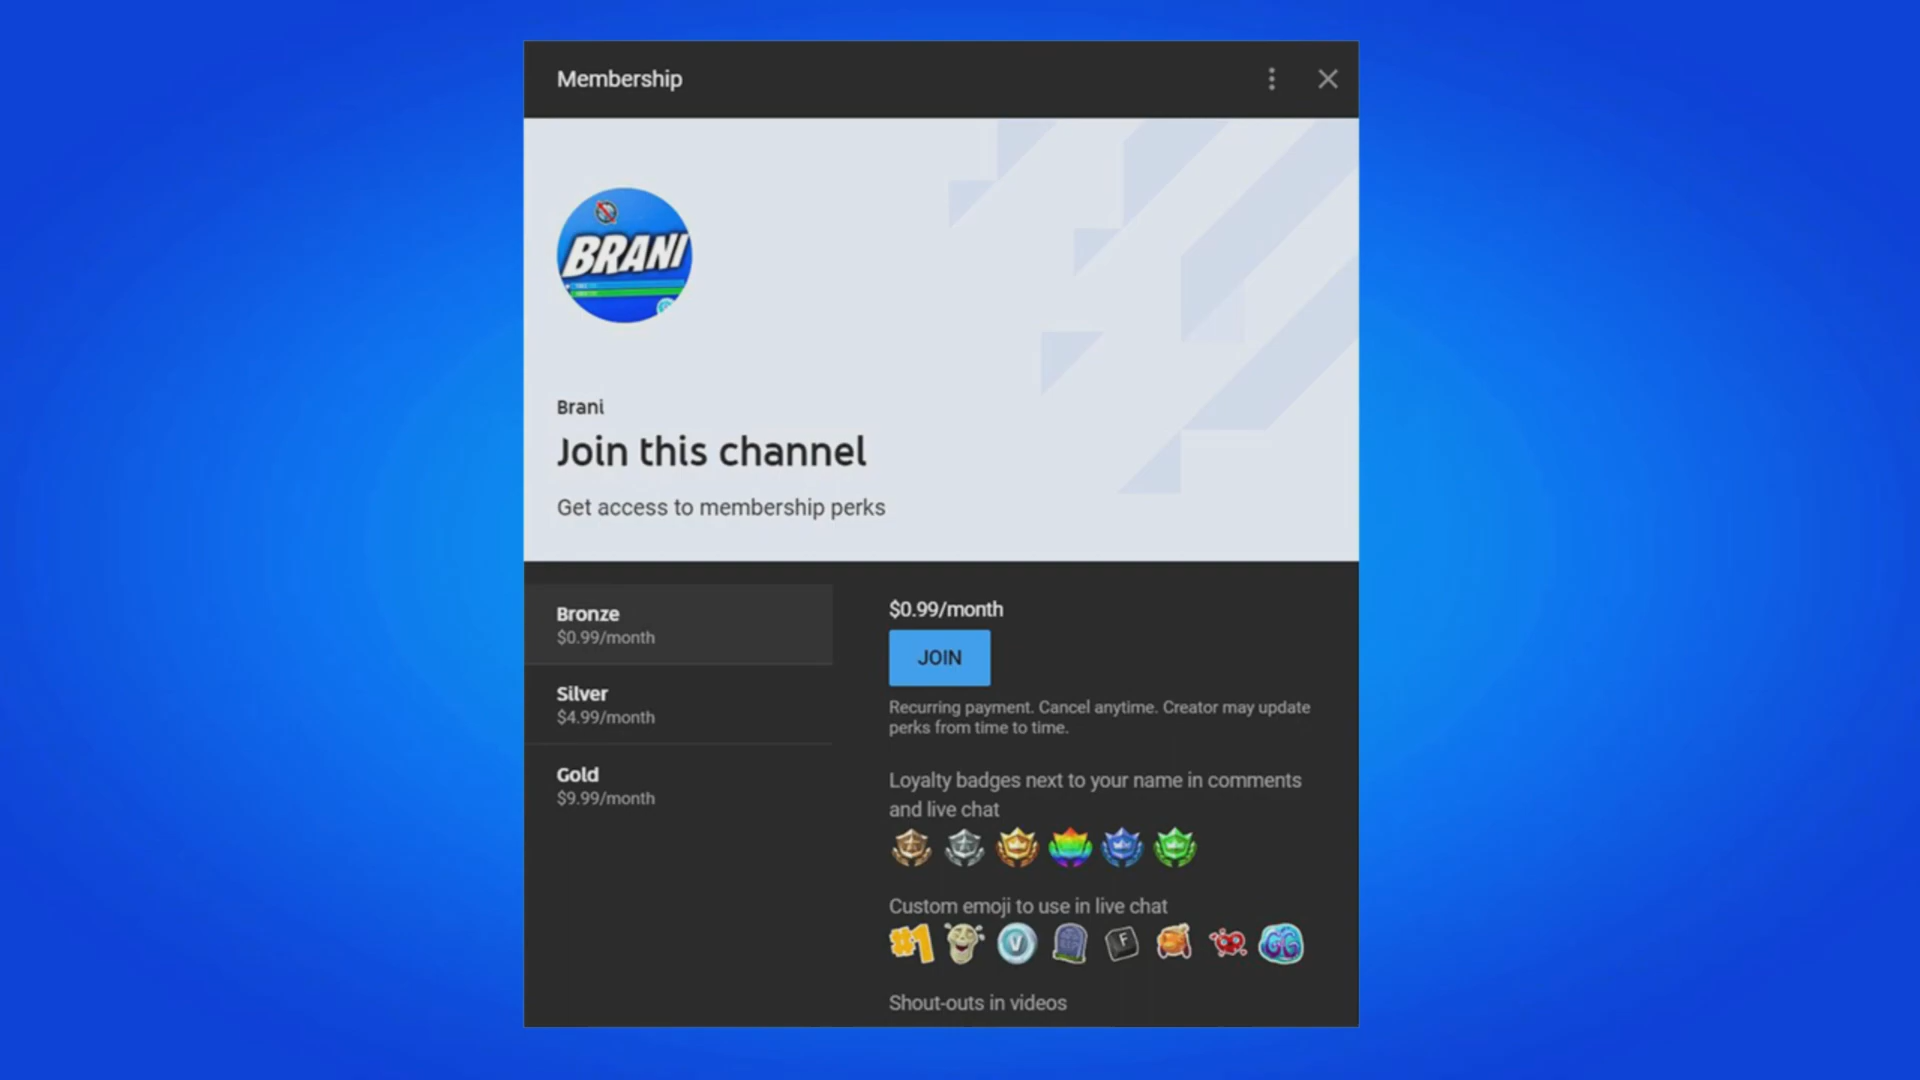 Membership
BRANI
Brani
Join this channel
Get access to membership perks
Bronze
$0.99/month
Silver
$4.99/month
Gold
$9.99/month
$0.99/month
JOIN
Recurring payment. Cancel anytime. Creator may update
perks from time to time.
Loyalty badges next to your name in comments
and live chat
Custom emoji to use in live chat
#1
V
F
GG
Shout-outs in videos